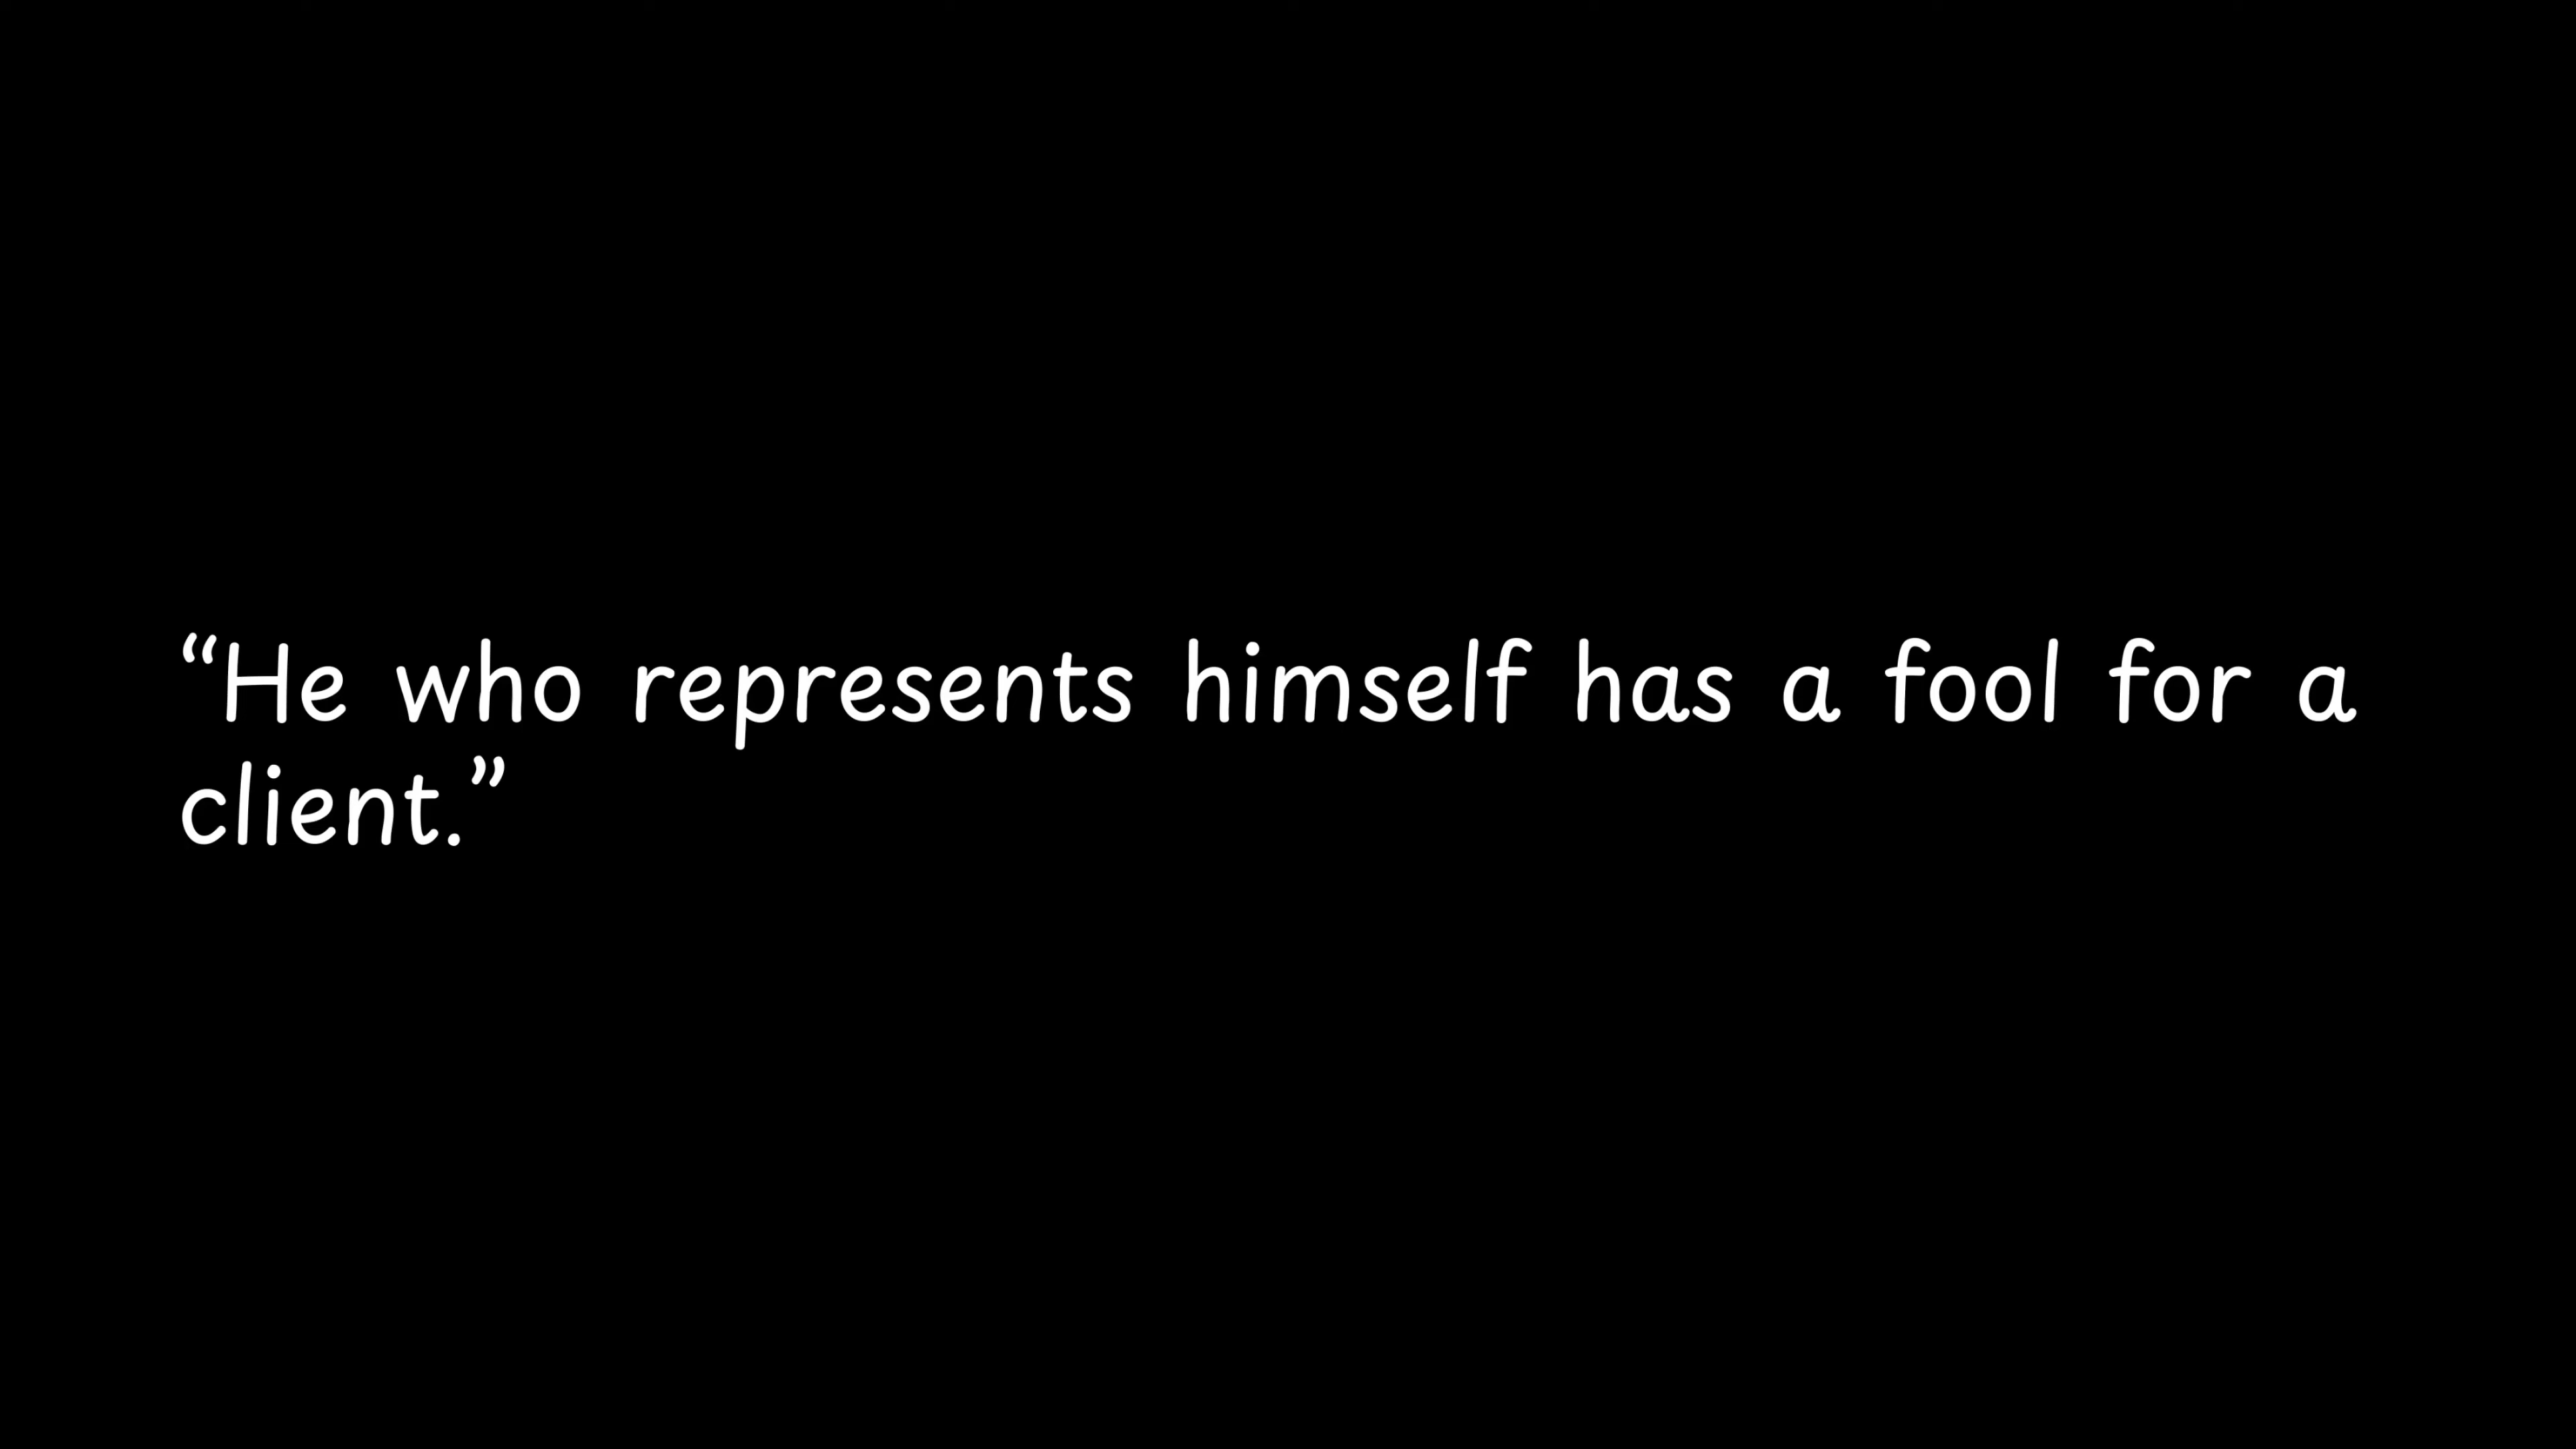 “He who represents himself has a fool for a
client.”